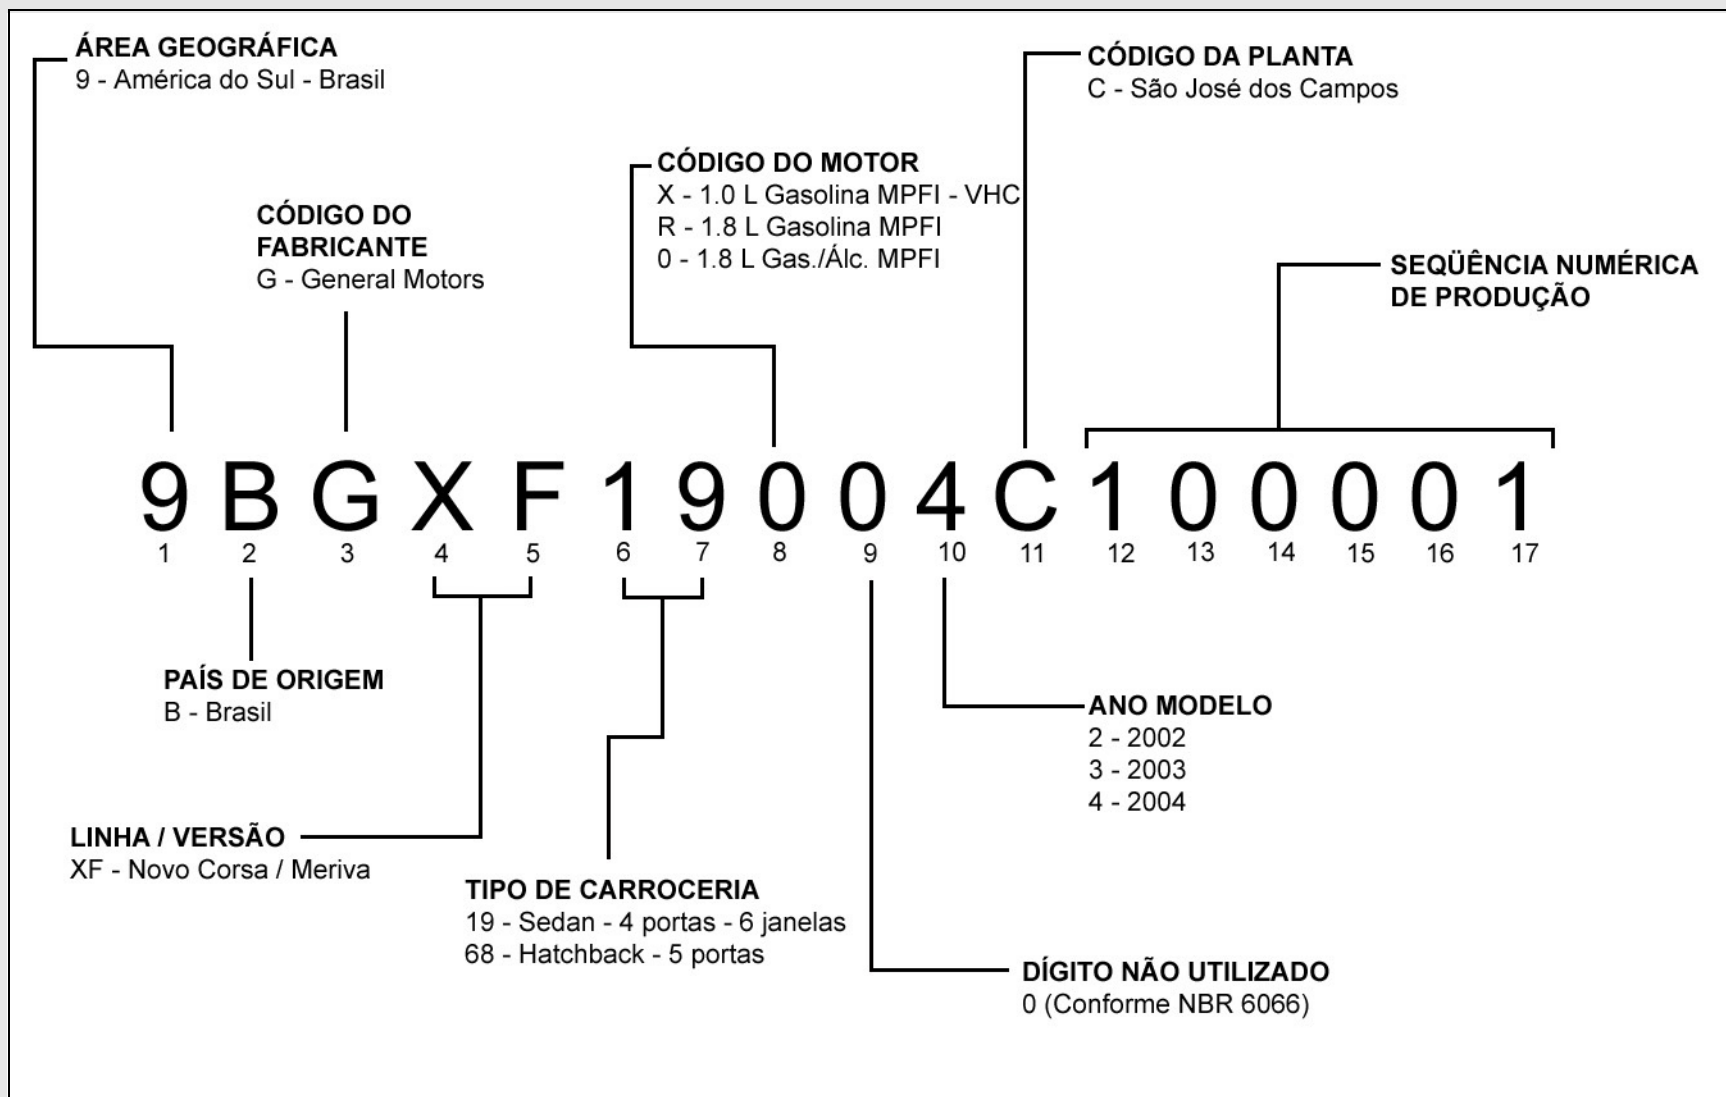 ÁREA GEOGRÁFICA
9 - América do Sul - Brasil
CÓDIGO DA PLANTA
C - São José dos Campos
CÓDIGO DO MOTOR
X - 1.0 L Gasolina MPFI - VHC
R - 1.8 L Gasolina MPFI
0 - 1.8 L Gas./Álc. MPFI
CÓDIGO DO
FABRICANTE
G - General Motors
SEQÜÊNCIA NUMÉRICA
DE PRODUÇÃO
9 B G X F 1 9 0 0 4 C 1 0 0 0 0 1
1 2 3 4 5 6 7 8 9 10 11 12 13 14 15 16 17
PAÍS DE ORIGEM
B - Brasil
ANO MODELO
2 - 2002
3 - 2003
4 - 2004
LINHA / VERSÃO
XF - Novo Corsa / Meriva
TIPO DE CARROCERIA
19 - Sedan - 4 portas - 6 janelas
68 - Hatchback - 5 portas
DÍGITO NÃO UTILIZADO
0 (Conforme NBR 6066)